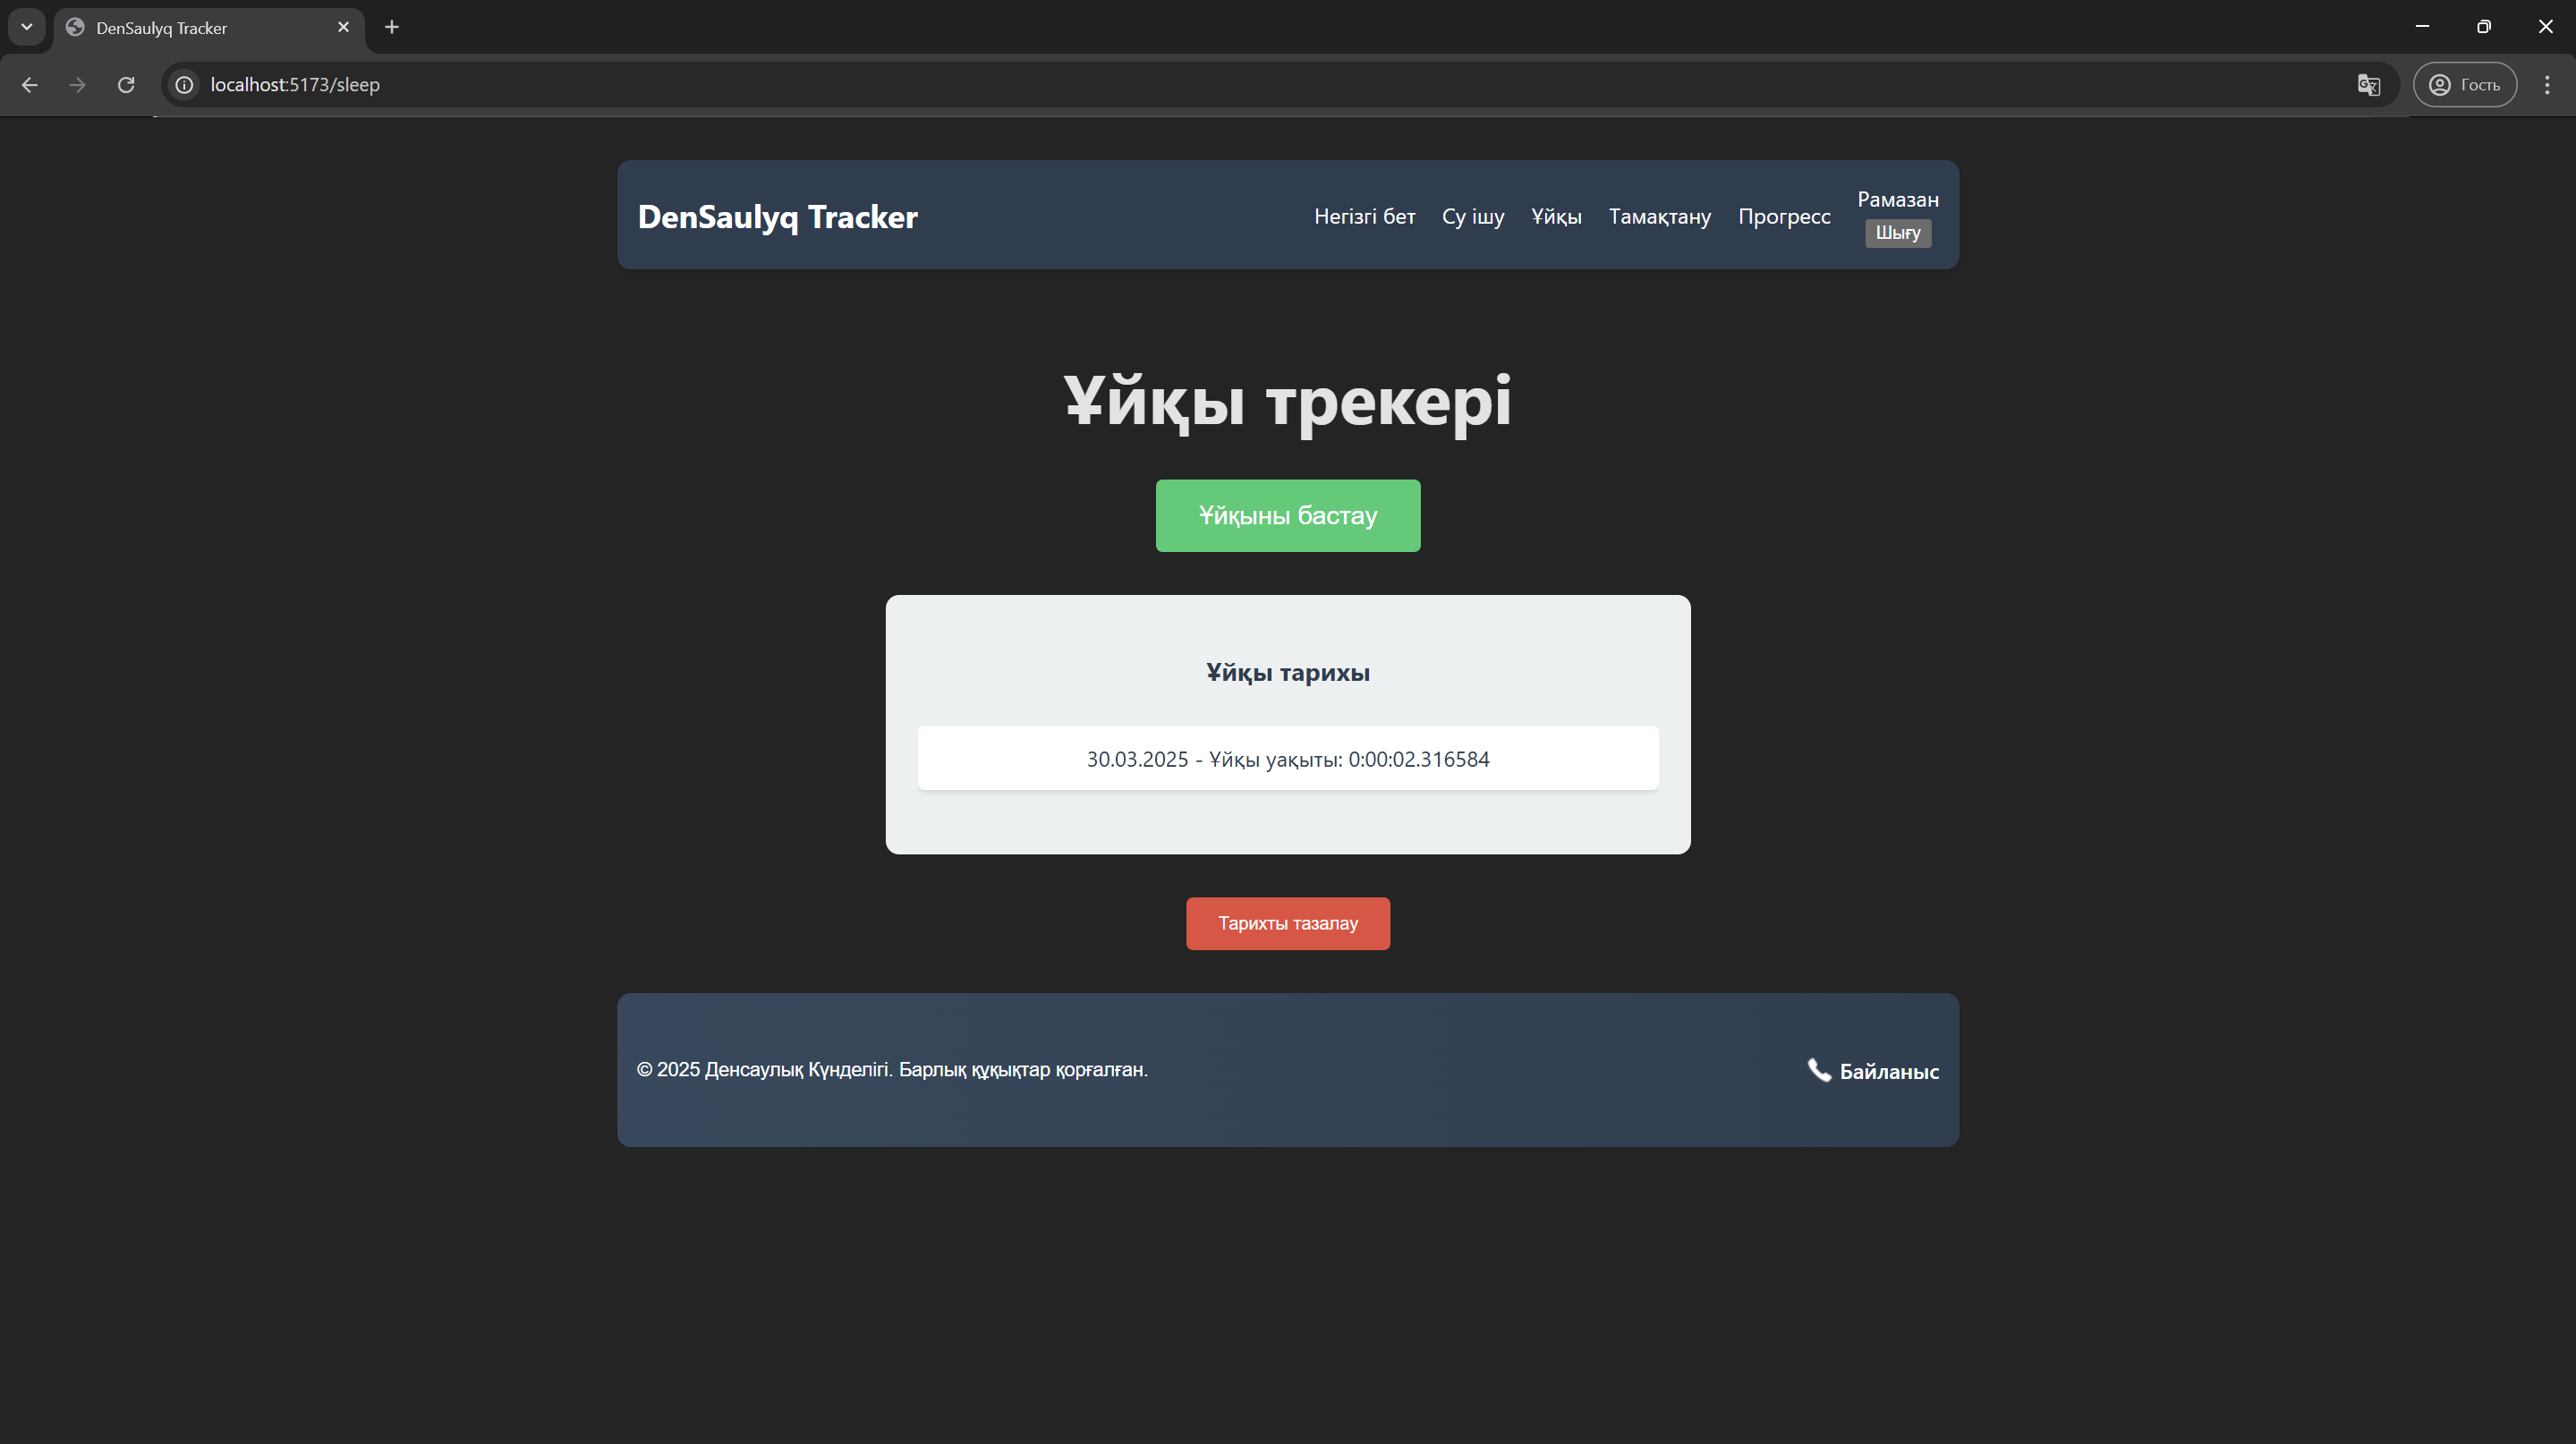 DenSaulyq Tracker
localhost:5173/sleep
Гость
DenSaulyq Tracker
Негізгі бет Су ішу Ұйқы Тамақтану Прогресс
Рамазан
Шығу
Ұйқы трекері
Ұйқыны бастау
Ұйқы тарихы
30.03.2025 - Ұйқы уақыты: 0:00:02.316584
Тарихты тазалау
© 2025 Денсаулық Күнделігі. Барлық құқықтар қорғалған.
Байланыс